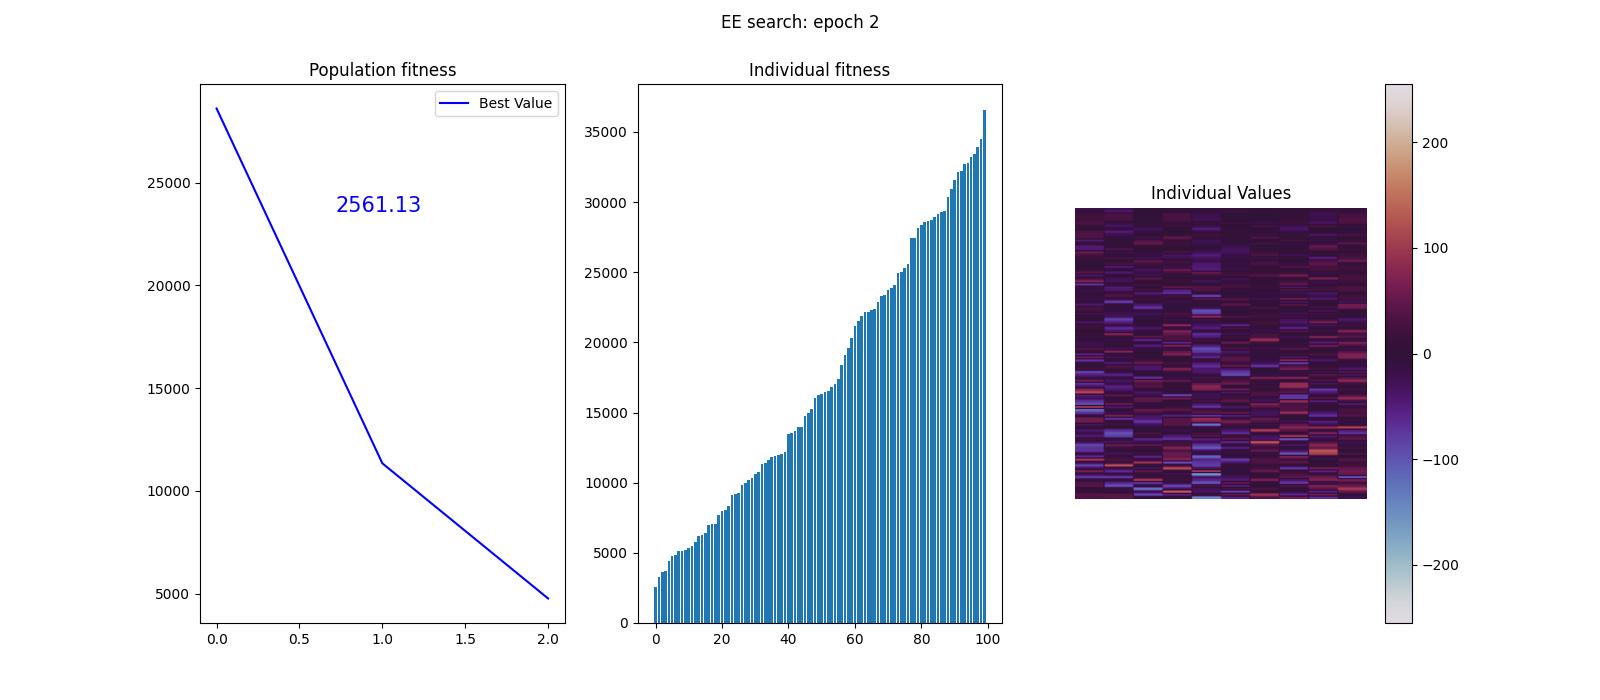 EE search: epoch 2
Population fitness
Best Value
2561.13
25000
20000
15000
10000
5000
0.0 0.5 1.0 1.5 2.0
Individual fitness
35000
30000
25000
20000
15000
10000
5000
0
0 20 40 60 80 100
Individual Values
200
100
0
−100
−200